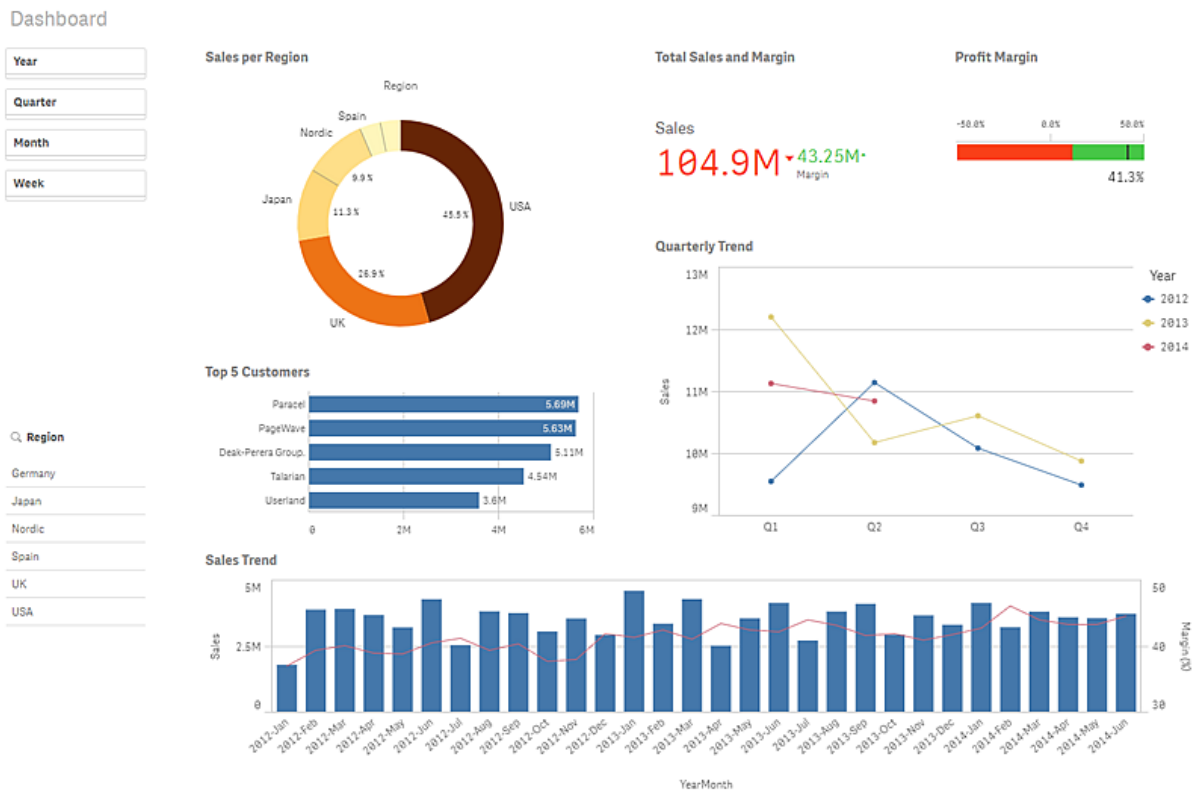 Dashboard
Year
Quarter
Month
Week
Region
Germany
Japan
Nordic
Spain
UK
USA
Sales per Region
Region
Spain
Nordic
9.9%
Japan
11.3%
45.5%
USA
26.9%
UK
Total Sales and Margin
Sales
104.9M
43.25M
Margin
Profit Margin
-50.0% 0.0% 50.0%
41.3%
Top 5 Customers
Paracel 5.69M
PageWave 5.63M
Deak-Perera Group. 5.11M
Talarian 4.54M
Userland 3.6M
0 2M 4M 6M
Quarterly Trend
13M
12M
11M
10M
9M
Sales
Q1 Q2 Q3 Q4
Year
2012
2013
2014
Sales Trend
5M
2.5M
0
Sales
50
40
30
Margin (%)
2012-Jan 2012-Feb 2012-Mar 2012-Apr 2012-May 2012-Jun 2012-Jul 2012-Aug 2012-Sep 2012-Oct 2012-Nov 2012-Dec 2013-Jan 2013-Feb 2013-Mar 2013-Apr 2013-May 2013-Jun 2013-Jul 2013-Aug 2013-Sep 2013-Oct 2013-Nov 2013-Dec 2014-Jan 2014-Feb 2014-Mar 2014-Apr 2014-May 2014-Jun
YearMonth